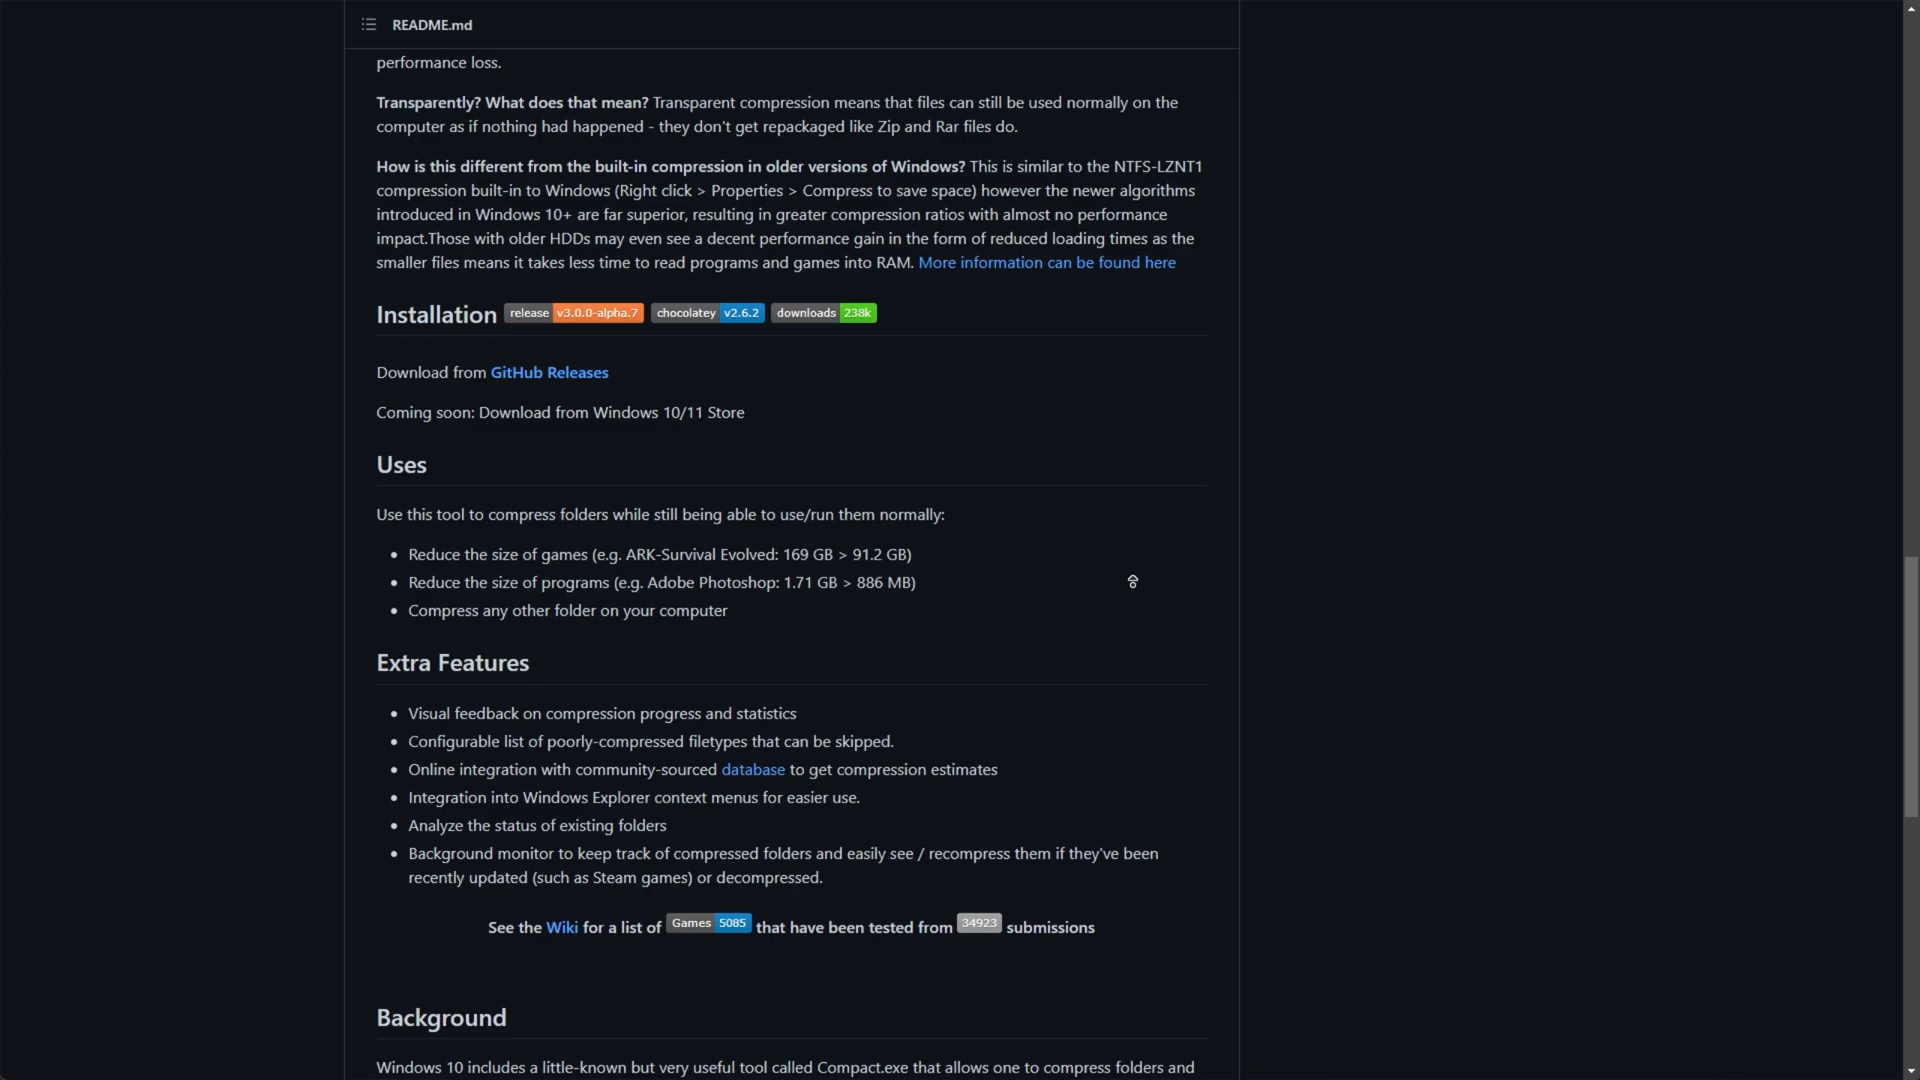 README.md
performance loss.
Transparently? What does that mean? Transparent compression means that files can still be used normally on the
computer as if nothing had happened - they don't get repackaged like Zip and Rar files do.
How is this different from the built-in compression in older versions of Windows? This is similar to the NTFS-LZNT1
compression built-in to Windows (Right click > Properties > Compress to save space) however the newer algorithms
introduced in Windows 10+ are far superior, resulting in greater compression ratios with almost no performance
impact.Those with older HDDs may even see a decent performance gain in the form of reduced loading times as the
smaller files means it takes less time to read programs and games into RAM. More information can be found here
Installation release v3.0.0-alpha.7 chocolatey v2.6.2 downloads 238k
Download from GitHub Releases
Coming soon: Download from Windows 10/11 Store
Uses
Use this tool to compress folders while still being able to use/run them normally:
• Reduce the size of games (e.g. ARK-Survival Evolved: 169 GB > 91.2 GB)
• Reduce the size of programs (e.g. Adobe Photoshop: 1.71 GB > 886 MB)
• Compress any other folder on your computer
Extra Features
• Visual feedback on compression progress and statistics
• Configurable list of poorly-compressed filetypes that can be skipped.
• Online integration with community-sourced database to get compression estimates
• Integration into Windows Explorer context menus for easier use.
• Analyze the status of existing folders
• Background monitor to keep track of compressed folders and easily see / recompress them if they've been
recently updated (such as Steam games) or decompressed.
See the Wiki for a list of Games 5085 that have been tested from 34923 submissions
Background
Windows 10 includes a little-known but very useful tool called Compact.exe that allows one to compress folders and